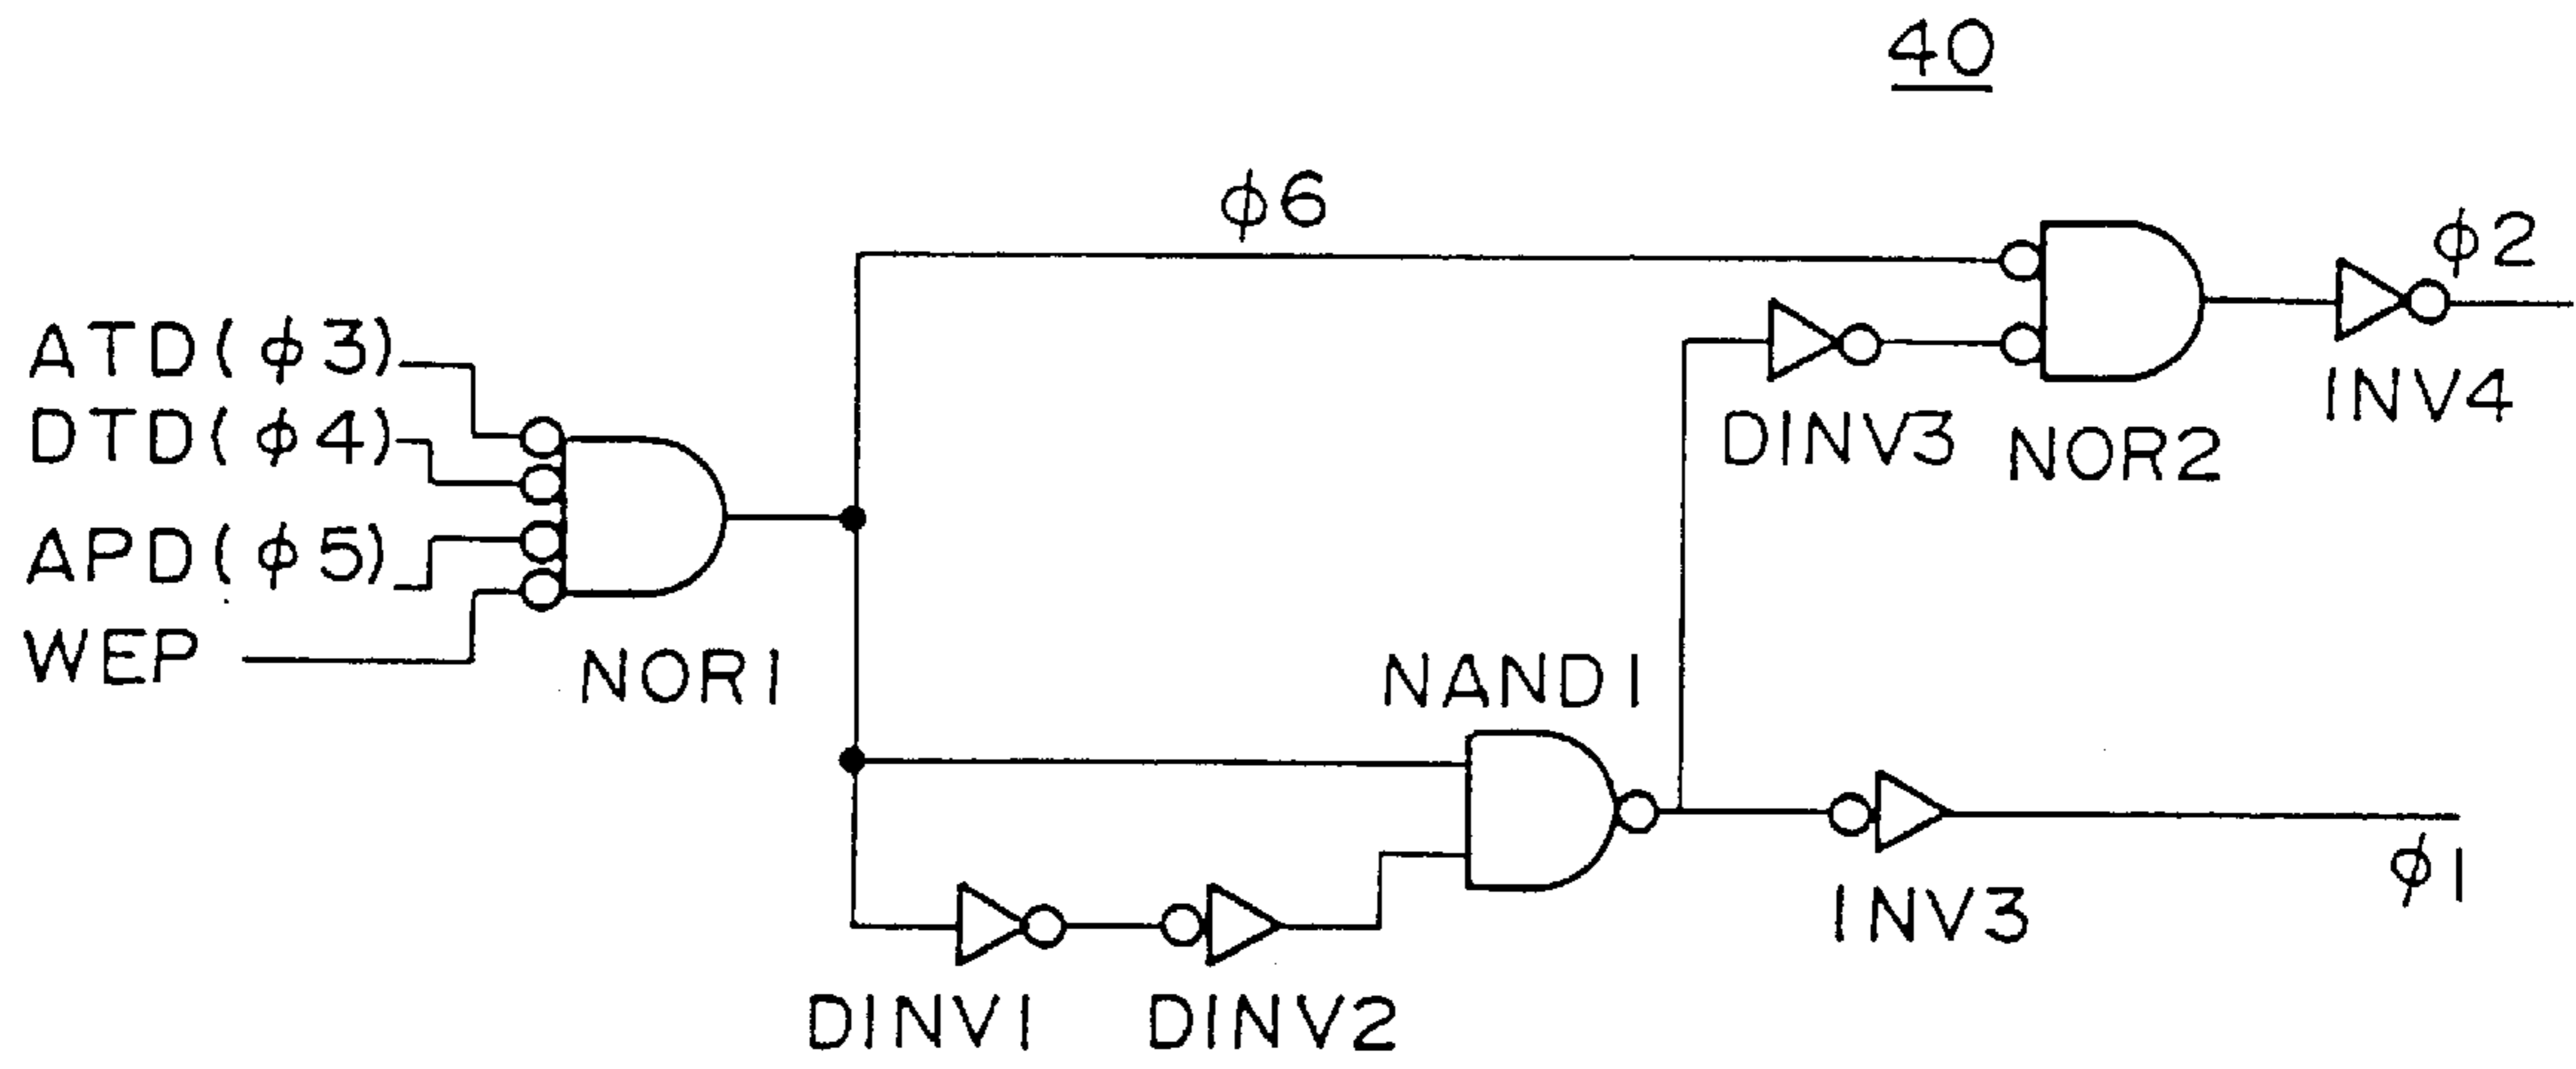 40
φ6
φ2
ATD(φ3)
DTD(φ4)
APD(φ5)
WEP
NOR1
DINV3
NOR2
INV4
NAND1
INV3
φ1
DINV1
DINV2